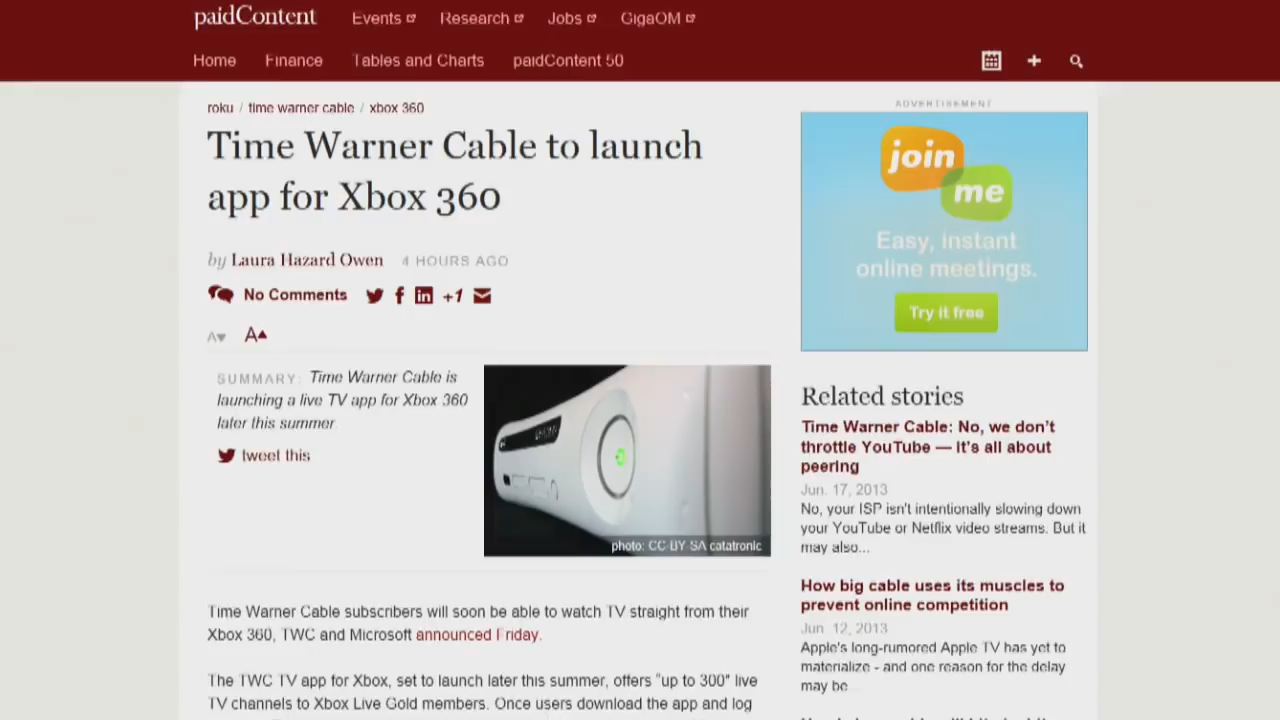 paidContent Events Research Jobs GigaOM
Home Finance Tables and Charts paidContent 50
roku / time warner cable / xbox 360
Time Warner Cable to launch
app for Xbox 360
by Laura Hazard Owen 4 HOURS AGO
No Comments +1
A A
SUMMARY: Time Warner Cable is
launching a live TV app for Xbox 360
later this summer
tweet this
photo: CC BY SA catatronic
Time Warner Cable subscribers will soon be able to watch TV straight from their
Xbox 360, TWC and Microsoft announced Friday.
The TWC TV app for Xbox, set to launch later this summer, offers "up to 300" live
TV channels to Xbox Live Gold members. Once users download the app and log
ADVERTISEMENT
join
me
Easy, instant
online meetings.
Try it free
Related stories
Time Warner Cable: No, we don't
throttle YouTube — it's all about
peering
Jun. 17, 2013
No, your ISP isn't intentionally slowing down
your YouTube or Netflix video streams. But it
may also...
How big cable uses its muscles to
prevent online competition
Jun. 12, 2013
Apple's long-rumored Apple TV has yet to
materialize - and one reason for the delay
may be